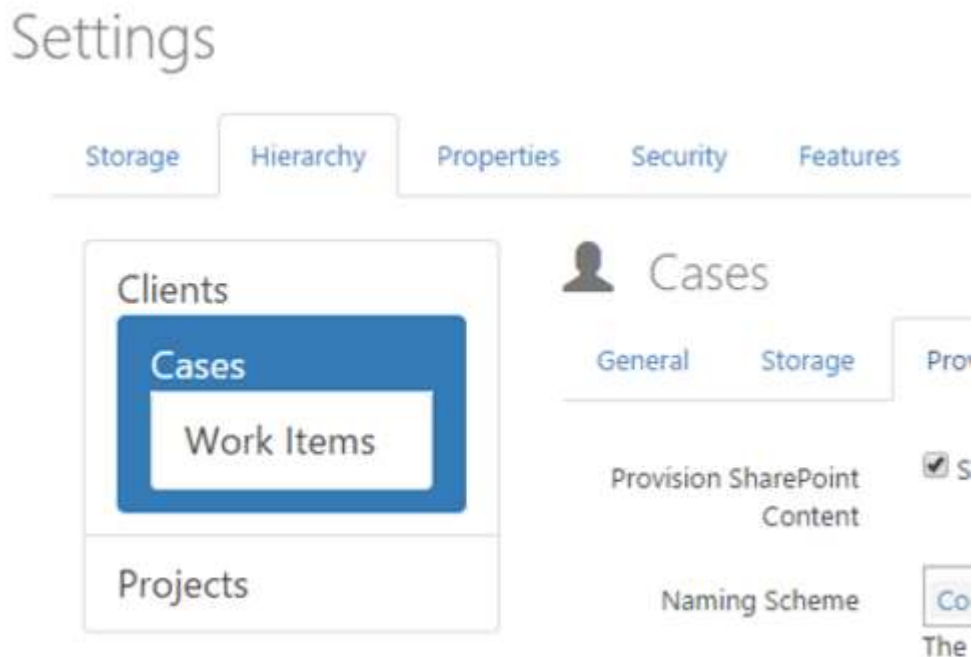 Settings
Storage Hierarchy Properties Security Features
Clients
Cases
Work Items
Projects
Cases
General Storage
Provision SharePoint
Content
Naming Scheme
The